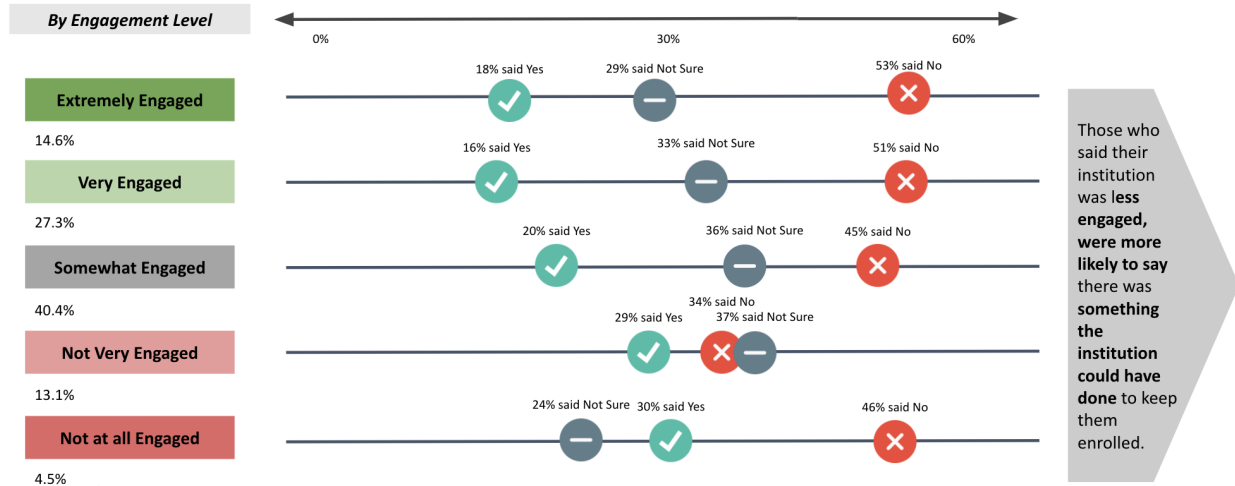 By Engagement Level
0%
30%
60%
18% said Yes
29% said Not Sure
53% said No
Extremely Engaged
14.6%
16% said Yes
33% said Not Sure
51% said No
Very Engaged
27.3%
20% said Yes
36% said Not Sure
45% said No
Somewhat Engaged
40.4%
34% said No
29% said Yes
37% said Not Sure
Not Very Engaged
13.1%
24% said Not Sure
30% said Yes
46% said No
Not at all Engaged
4.5%
Those who
said their
institution
was less
engaged,
were more
likely to say
there was
something
the
institution
could have
done to keep
them
enrolled.